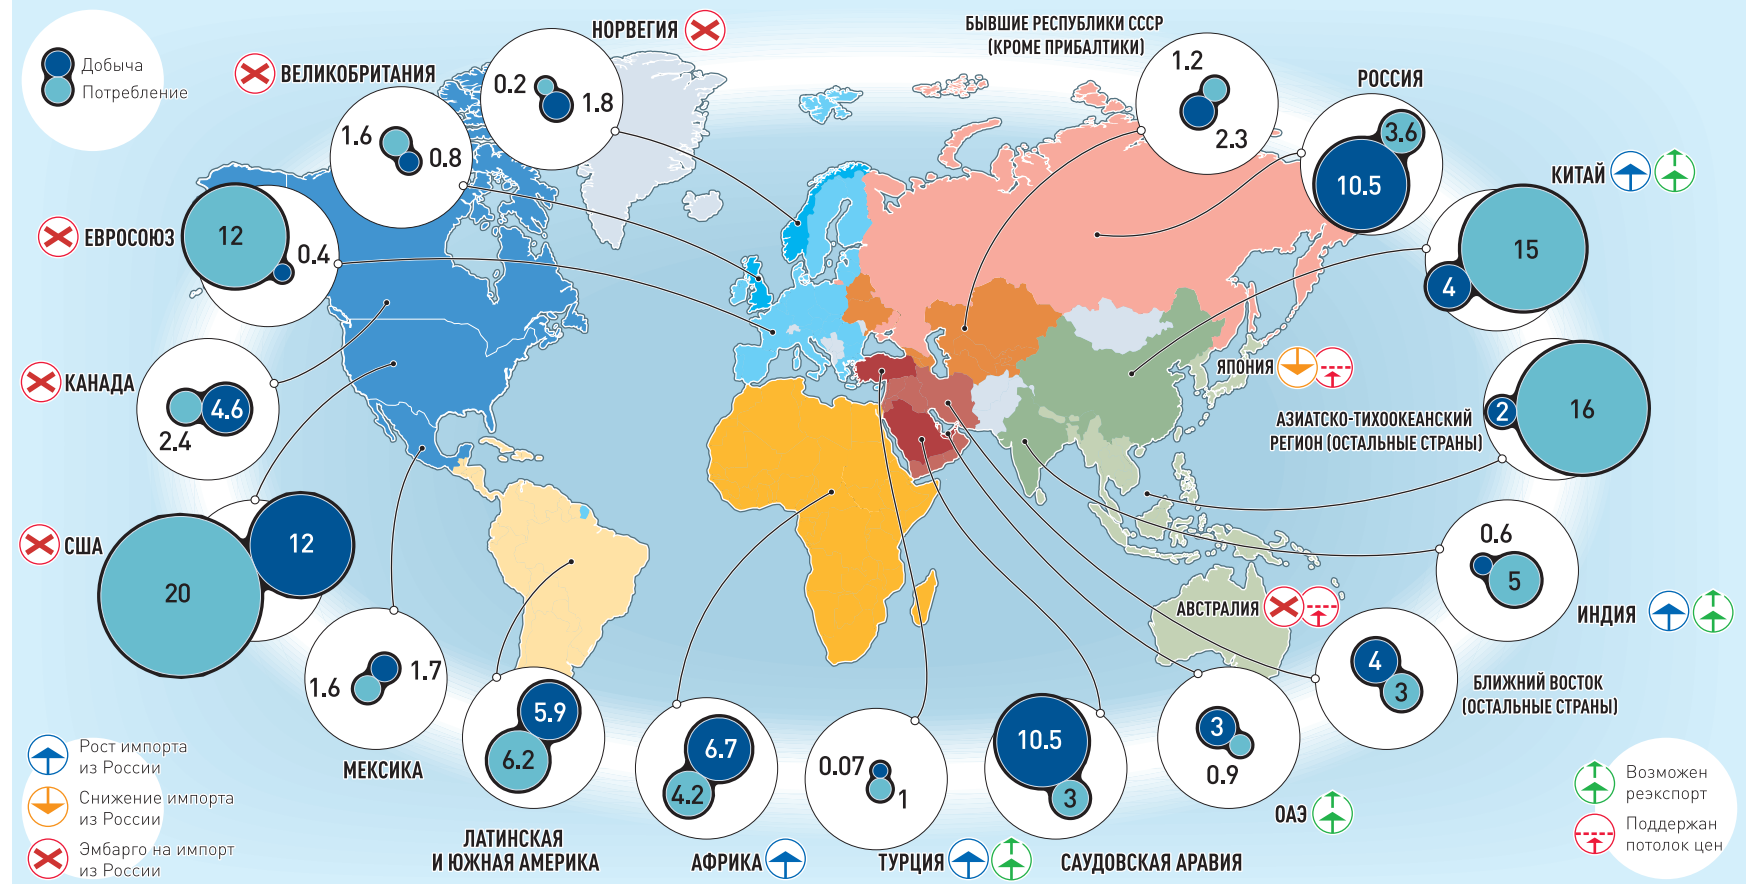 Добыча
Потребление
ВЕЛИКОБРИТАНИЯ
1.6
0.8
НОРВЕГИЯ
0.2
1.8
БЫВШИЕ РЕСПУБЛИКИ СССР
(КРОМЕ ПРИБАЛТИКИ)
1.2
2.3
РОССИЯ
3.6
10.5
КИТАЙ
15
4
ЕВРОСОЮЗ
12
0.4
КАНАДА
4.6
2.4
ЯПОНИЯ
АЗИАТСКО-ТИХООКЕАНСКИЙ
РЕГИОН (ОСТАЛЬНЫЕ СТРАНЫ)
2
16
США
12
20
0.6
5
ИНДИЯ
АВСТРАЛИЯ
МЕКСИКА
1.6
1.7
5.9
6.2
ЛАТИНСКАЯ
И ЮЖНАЯ АМЕРИКА
6.7
4.2
АФРИКА
0.07
1
ТУРЦИЯ
10.5
3
САУДОВСКАЯ АРАВИЯ
3
0.9
ОАЭ
4
3
БЛИЖНИЙ ВОСТОК
(ОСТАЛЬНЫЕ СТРАНЫ)
Рост импорта
из России
Снижение импорта
из России
Эмбарго на импорт
из России
Возможен
реэкспорт
Поддержан
потолок цен